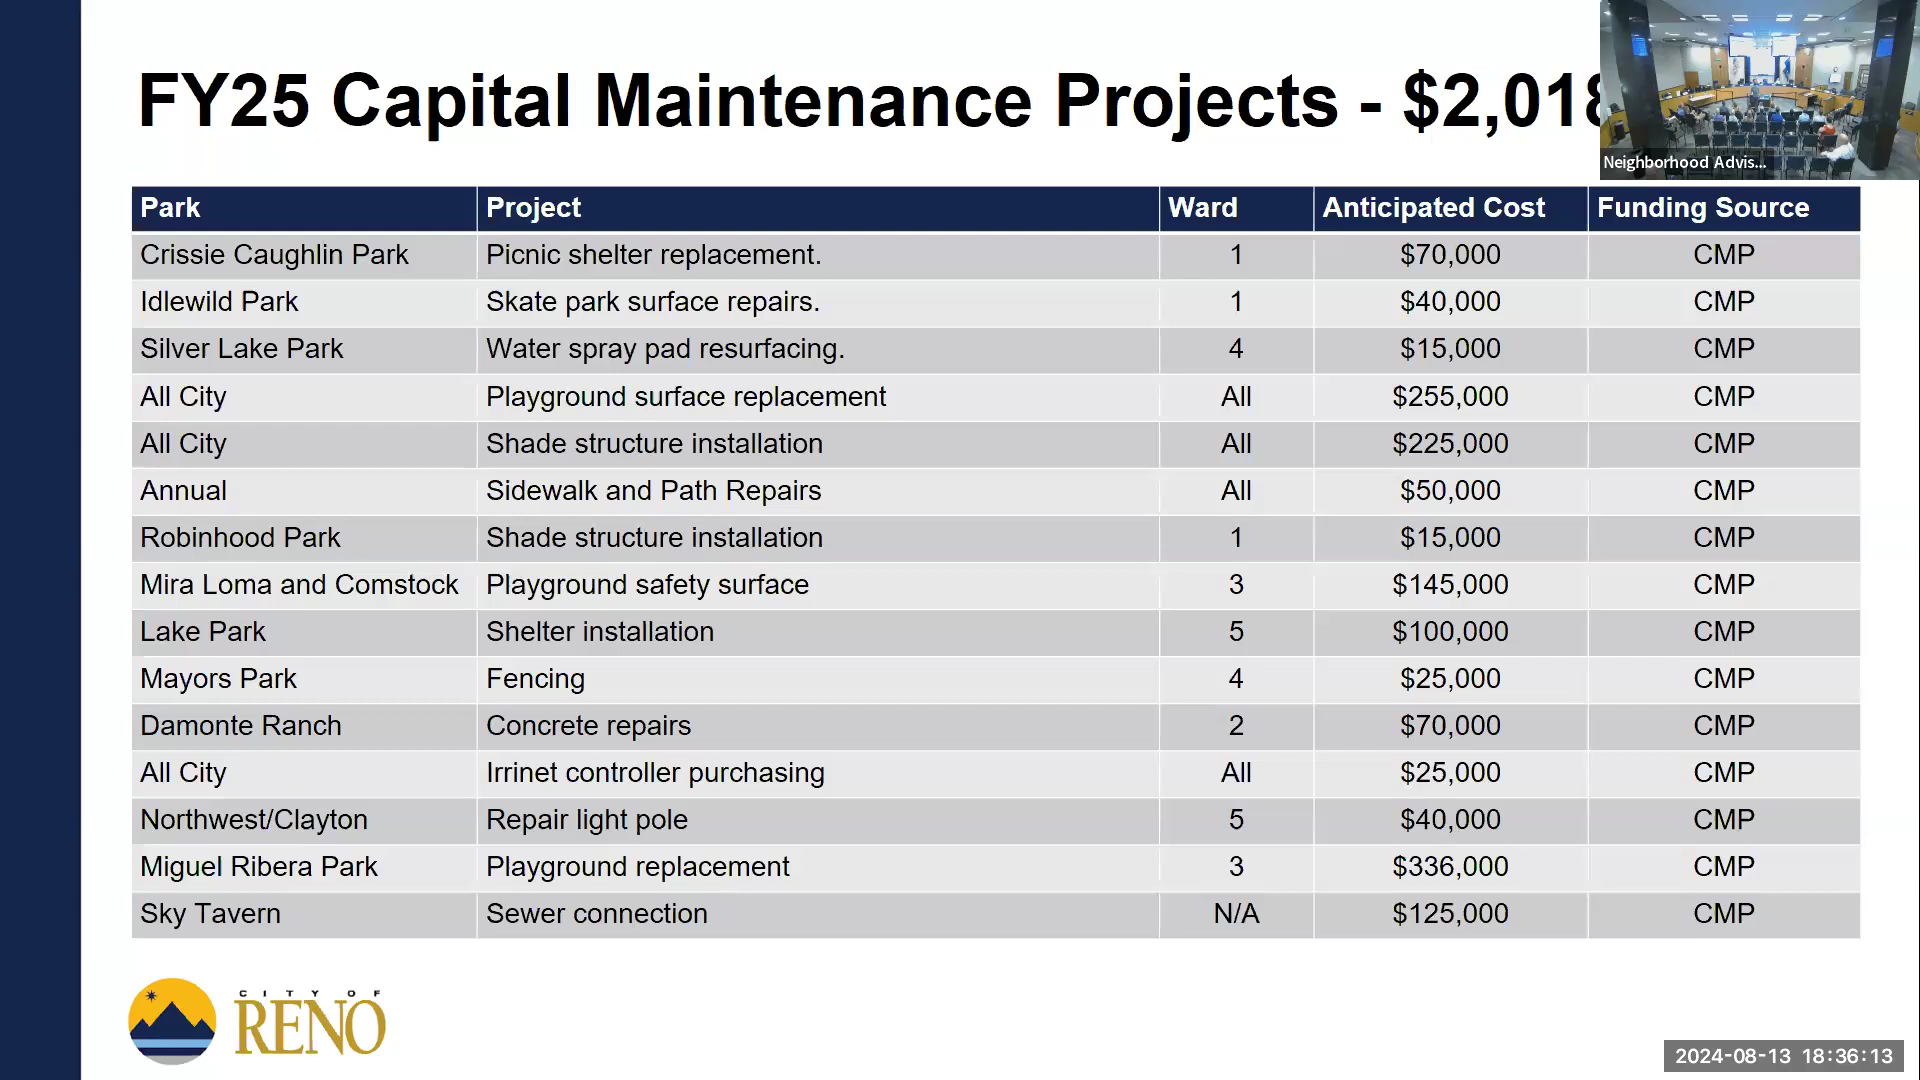 FY25 Capital Maintenance Projects - $2,018
Neighborhood Advis...
Park Project Ward Anticipated Cost Funding Source
Crissie Caughlin Park Picnic shelter replacement. 1 $70,000 CMP
Idlewild Park Skate park surface repairs. 1 $40,000 CMP
Silver Lake Park Water spray pad resurfacing. 4 $15,000 CMP
All City Playground surface replacement All $255,000 CMP
All City Shade structure installation All $225,000 CMP
Annual Sidewalk and Path Repairs All $50,000 CMP
Robinhood Park Shade structure installation 1 $15,000 CMP
Mira Loma and Comstock Playground safety surface 3 $145,000 CMP
Lake Park Shelter installation 5 $100,000 CMP
Mayors Park Fencing 4 $25,000 CMP
Damonte Ranch Concrete repairs 2 $70,000 CMP
All City Irrinet controller purchasing All $25,000 CMP
Northwest/Clayton Repair light pole 5 $40,000 CMP
Miguel Ribera Park Playground replacement 3 $336,000 CMP
Sky Tavern Sewer connection N/A $125,000 CMP
CITY OF
RENO
2024-08-13 18:36:13